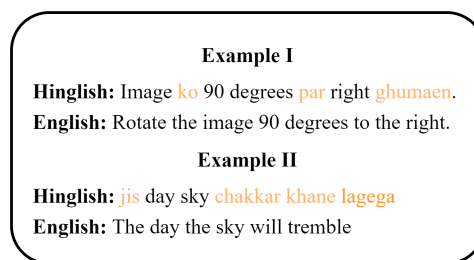 Example I
Hinglish: Image ko 90 degrees par right ghumaen.
English: Rotate the image 90 degrees to the right.
Example II
Hinglish: jis day sky chakkar khane lagega
English: The day the sky will tremble